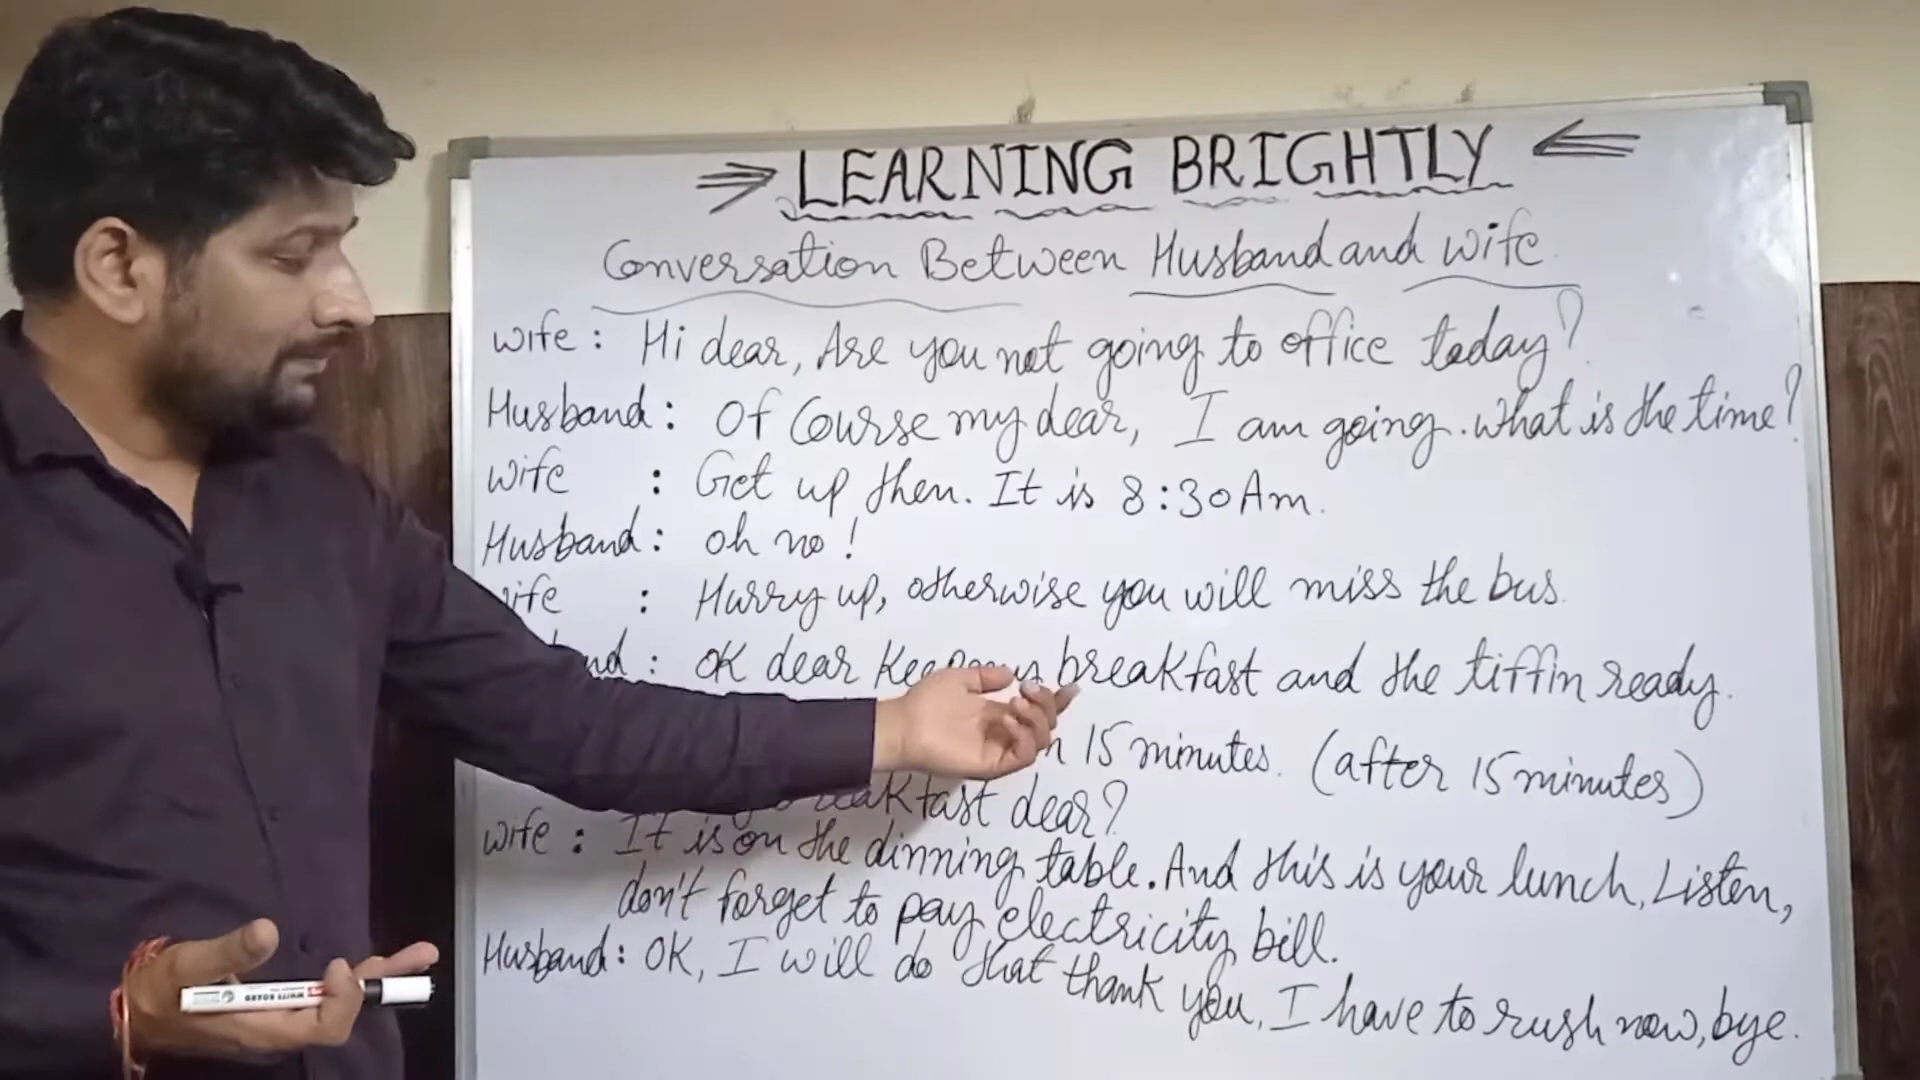 ⇒ LEARNING BRIGHTLY ⇐
Conversation Between Husband and wife.
wife : Hi dear, Are you not going to office today?
Husband : Of Course my dear, I am going. what is the time?
wife : Get up then. It is 8:30 Am.
Husband : oh no!
: Hurry up, otherwise you will miss the bus.
: OK dear breakfast and the tiffin ready.
15 minutes. (after 15 minutes)
dear?
wife : It is on the dinning table. And this is your lunch. Listen,
don't forget to pay electricity bill.
Husband : OK, I will do that thank you, I have to rush now, bye.
WHITE BOARD